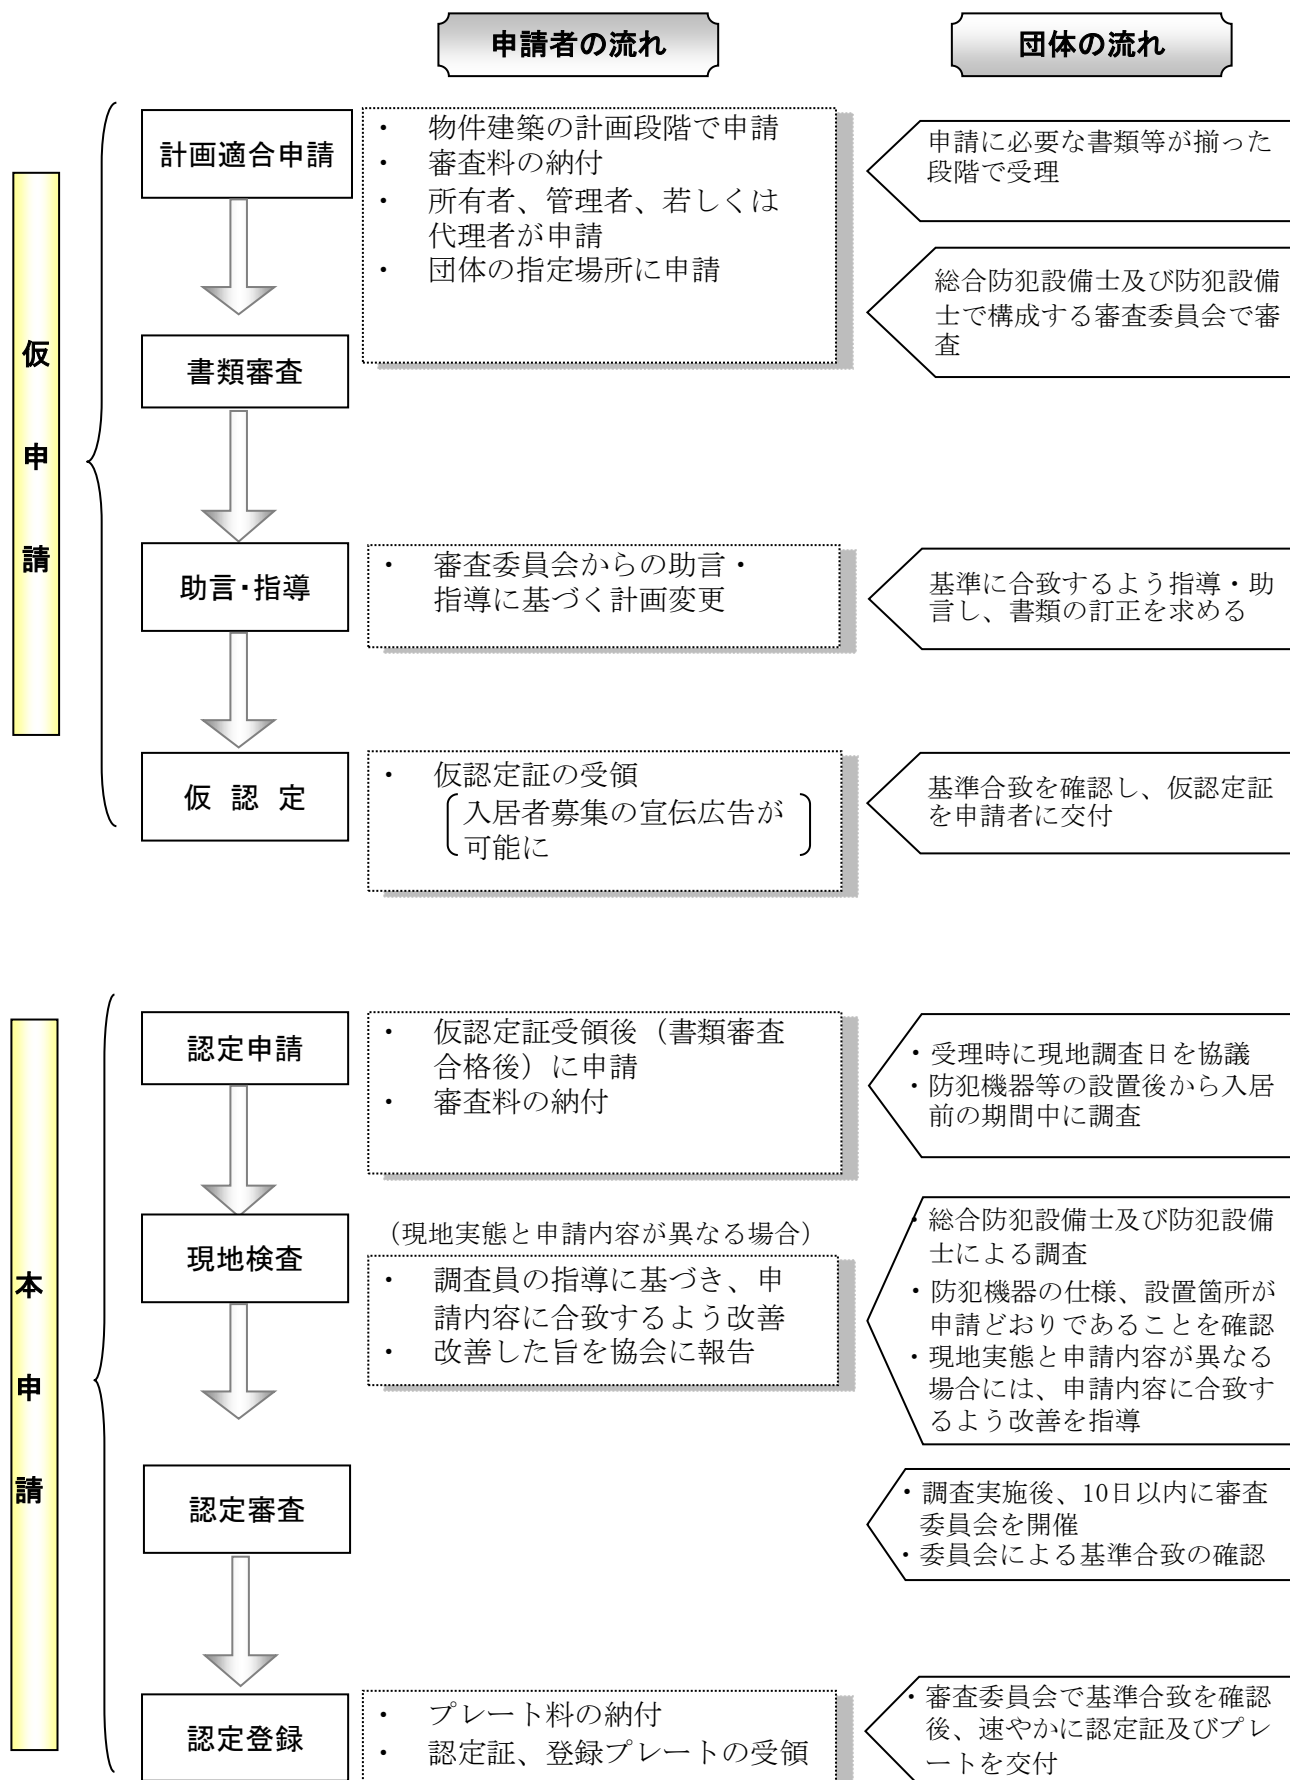 申請者の流れ
団体の流れ
仮申請
計画適合申請
・ 物件建築の計画段階で申請
・ 審査料の納付
・ 所有者、管理者、若しくは
代理者が申請
・ 団体の指定場所に申請
申請に必要な書類等が揃った
段階で受理
書類審査
総合防犯設備士及び防犯設備
士で構成する審査委員会で審
査
助言・指導
・ 審査委員会からの助言・
指導に基づく計画変更
基準に合致するよう指導・助
言し、書類の訂正を求める
仮 認 定
・ 仮認定証の受領
入居者募集の宣伝広告が
可能に
基準合致を確認し、仮認定証
を申請者に交付
本申請
認定申請
・ 仮認定証受領後（書類審査
合格後）に申請
・ 審査料の納付
・受理時に現地調査日を協議
・防犯機器等の設置後から入居
前の期間中に調査
現地検査
（現地実態と申請内容が異なる場合）
・ 調査員の指導に基づき、申
請内容に合致するよう改善
・ 改善した旨を協会に報告
・総合防犯設備士及び防犯設備
士による調査
・防犯機器の仕様、設置箇所が
申請どおりであることを確認
・現地実態と申請内容が異なる
場合には、申請内容に合致す
るよう改善を指導
認定審査
・調査実施後、10日以内に審査
委員会を開催
・委員会による基準合致の確認
認定登録
・ プレート料の納付
・ 認定証、登録プレートの受領
・審査委員会で基準合致を確認
後、速やかに認定証及びプレ
ートを交付